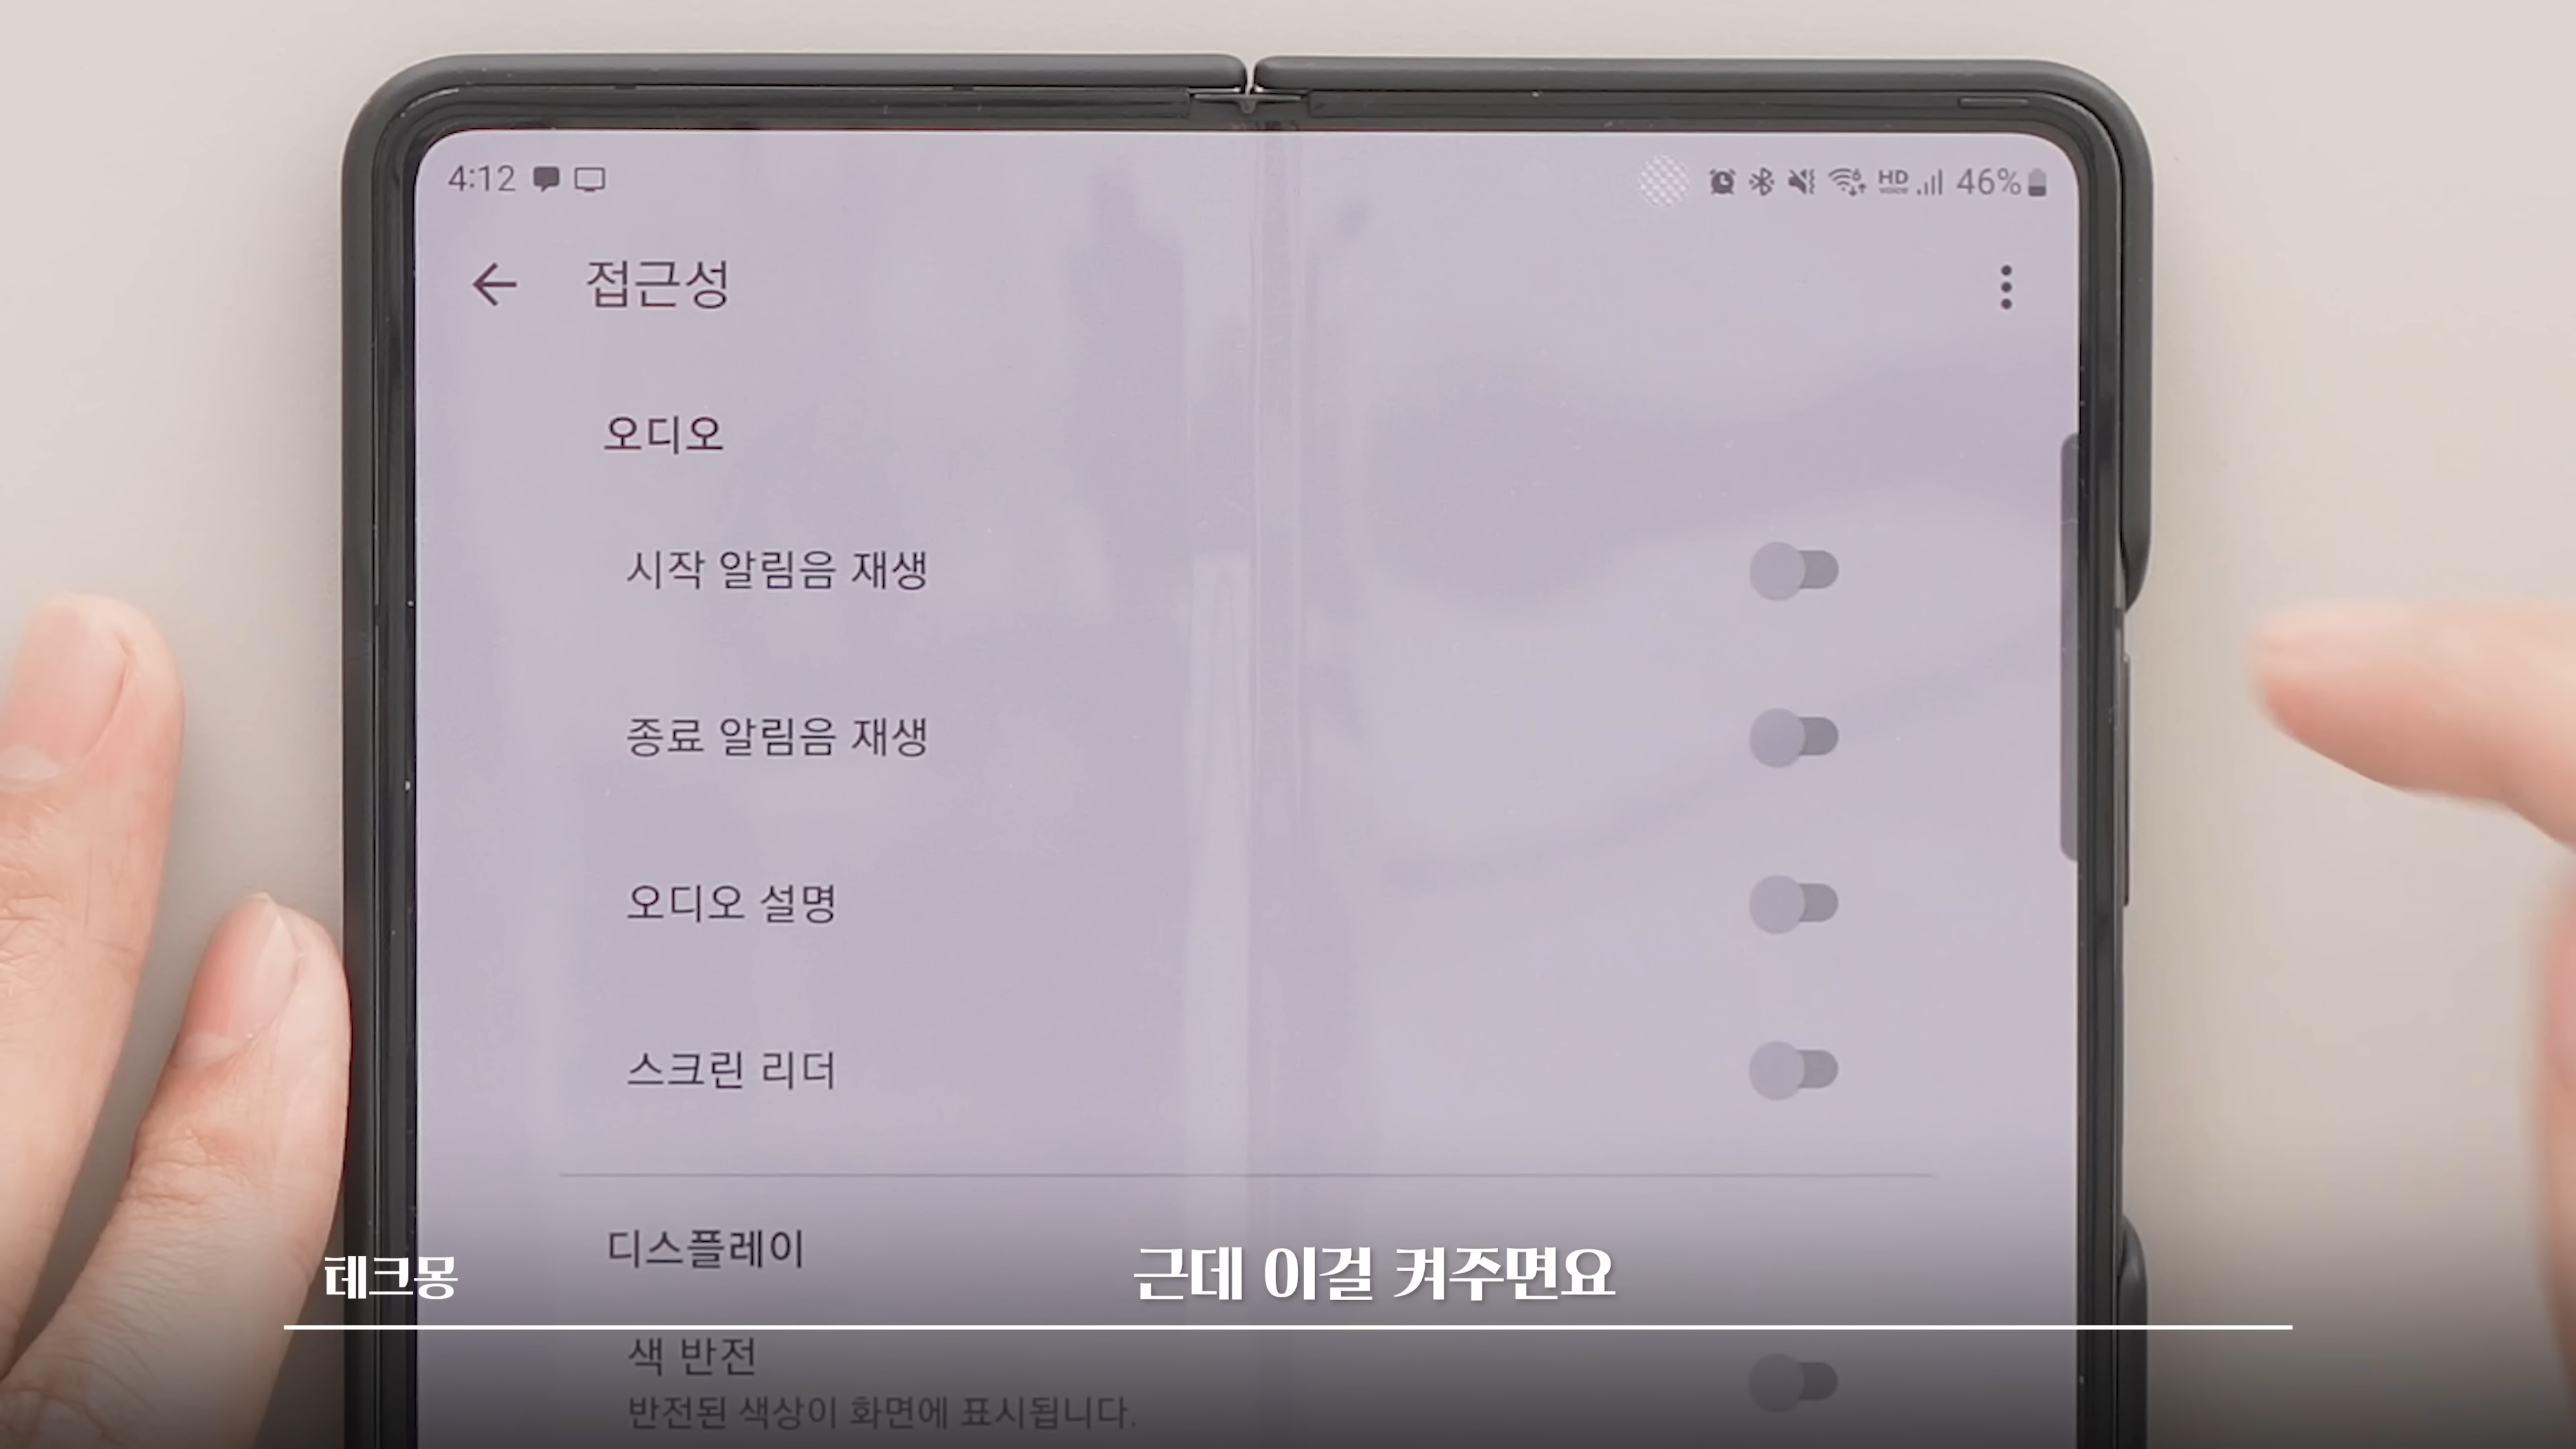 4:12
HD voice 46%
접근성
오디오
시작 알림음 재생
종료 알림음 재생
오디오 설명
스크린 리더
디스플레이
테크몽 근데 이걸 켜주면요
색 반전
반전된 색상이 화면에 표시됩니다.